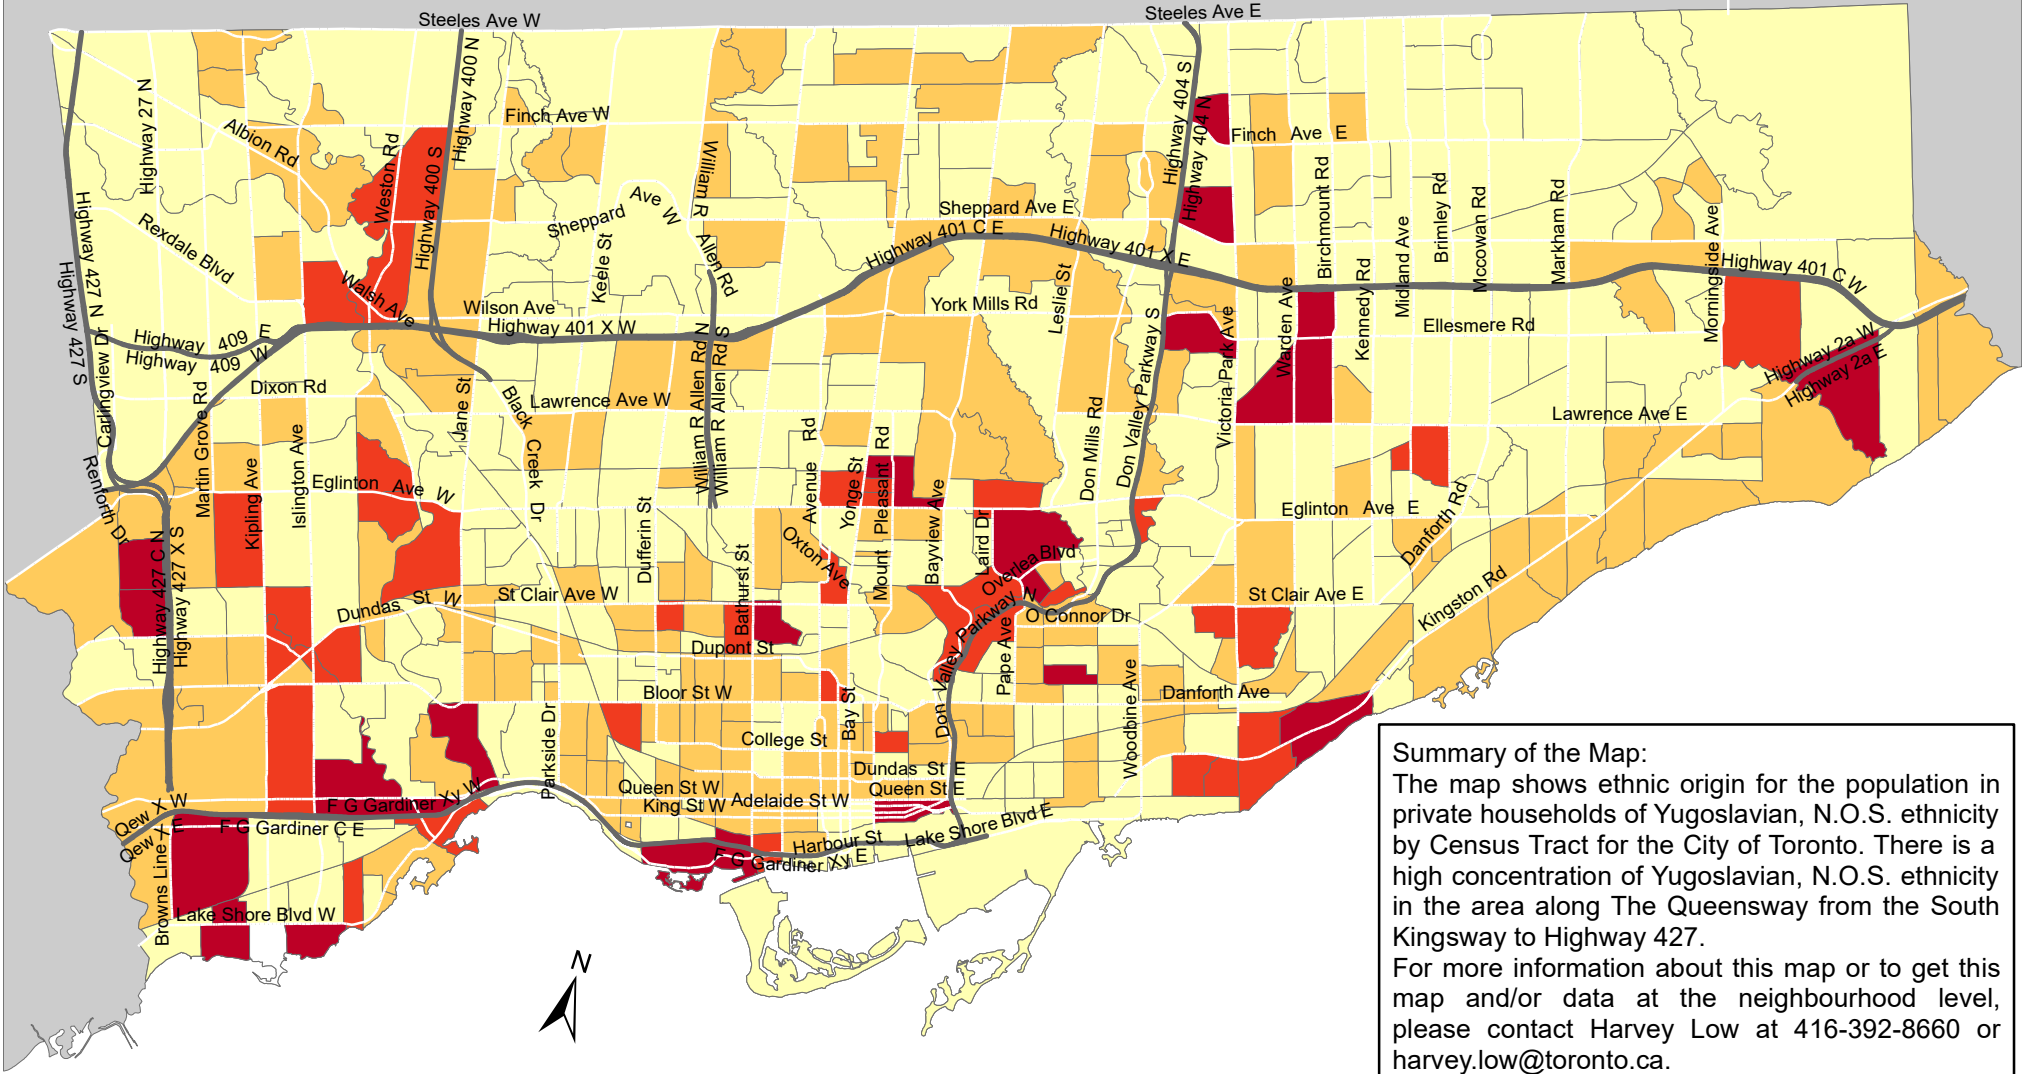 Steeles Ave W
Steeles Ave E
Highway 27 N
Albion Rd
Weston Rd
Highway 400 N
Highway 400 S
Finch Ave W
William R
Allen Rd
Highway 404 S
Highway 404 N
Finch Ave E
Highway 427 N
Highway 427 N
Highway 427 S
Rexdale Blvd
Walsh Ave
Sheppard Ave W
Keele St
Sheppard Ave E
Highway 401 C E
Highway 401 X E
Leslie St
York Mills Rd
Birchmount Rd
Warden Ave
Kennedy Rd
Midland Ave
Brimley Rd
Mccowan Rd
Markham Rd
Morningside Ave
Highway 401 C W
Wilson Ave
Highway 401 X W
Highway 409 E
Highway 409 W
Carlingview Dr
Ellesmere Rd
Highway 2a W
Highway 2a E
Dixon Rd
Martin Grove Rd
Jane St
Black Creek Dr
Lawrence Ave W
William R Allen Rd N
William R Allen Rd S
Don Valley Parkway S
Victoria Park Ave
Lawrence Ave E
Renforth Dr
Kipling Ave
Islington Ave
Eglinton Ave W
Dufferin St
Avenue Rd
Yonge St
Mount Pleasant Rd
Bayview Ave
Laird Dr
Don Mills Rd
Eglinton Ave E
Danforth Rd
Highway 427 C N
Highway 427 X S
Oxton Ave
Bathurst St
Overlea Blvd
Dundas St W
St Clair Ave W
St Clair Ave E
Kingston Rd
Don Valley Parkway N
O Connor Dr
Pape Ave
Dupont St
Bloor St W
Danforth Ave
Woodbine Ave
Parkside Dr
Bay St
College St
Dundas St E
Queen St E
Queen St W
King St W
Adelaide St W
Qew X W
Qew X E
F G Gardiner Xy W
F G Gardiner C E
Harbour St
Lake Shore Blvd E
F G Gardiner Xy E
Browns Line
Lake Shore Blvd W
N
Summary of the Map:
The map shows ethnic origin for the population in
private households of Yugoslavian, N.O.S. ethnicity
by Census Tract for the City of Toronto. There is a
high concentration of Yugoslavian, N.O.S. ethnicity
in the area along The Queensway from the South
Kingsway to Highway 427.
For more information about this map or to get this
map and/or data at the neighbourhood level,
please contact Harvey Low at 416-392-8660 or
harvey.low@toronto.ca.